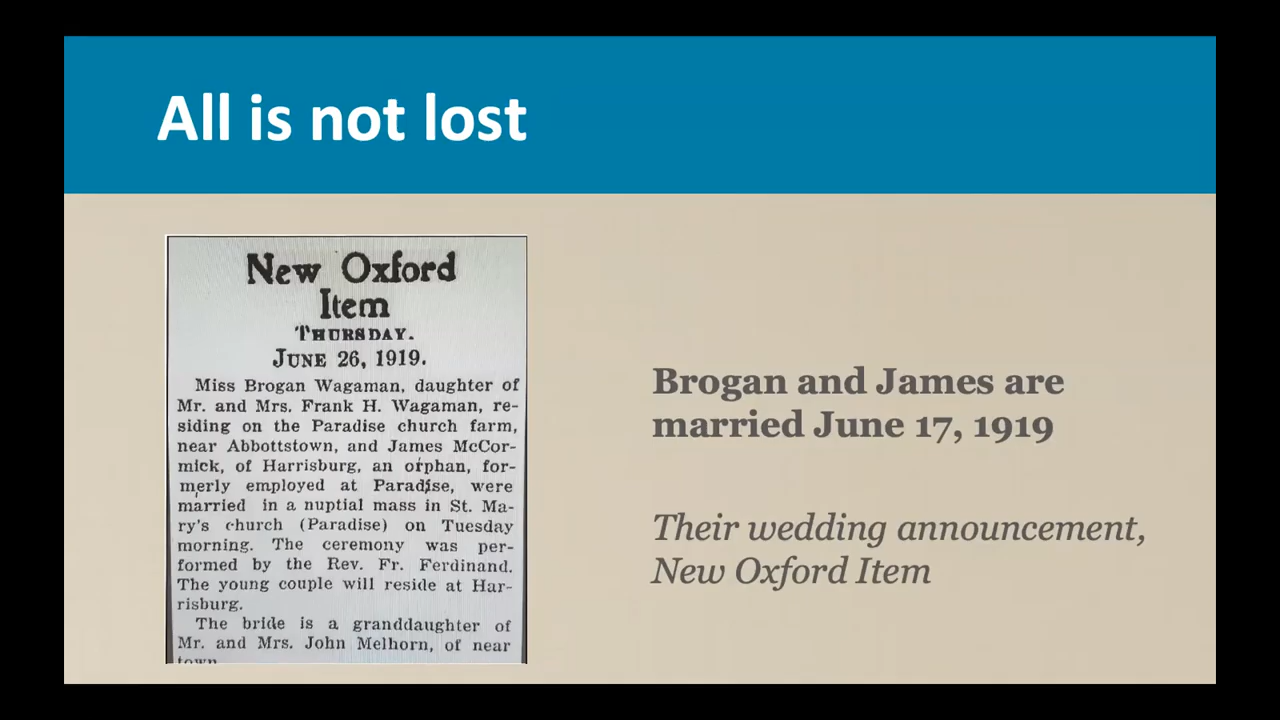 All is not lost
New Oxford
Item
THURSDAY.
JUNE 26, 1919.
Miss Brogan Wagaman, daughter of
Mr. and Mrs. Frank H. Wagaman, re-
siding on the Paradise church farm,
near Abbottstown, and James McCor-
mick, of Harrisburg, an orphan, for-
merly employed at Paradise, were
married in a nuptial mass in St. Ma-
ry's church (Paradise) on Tuesday
morning. The ceremony was per-
formed by the Rev. Fr. Ferdinand.
The young couple will reside at Har-
risburg.
The bride is a granddaughter of
Mr. and Mrs. John Melhorn, of near
town.
Brogan and James are
married June 17, 1919
Their wedding announcement,
New Oxford Item